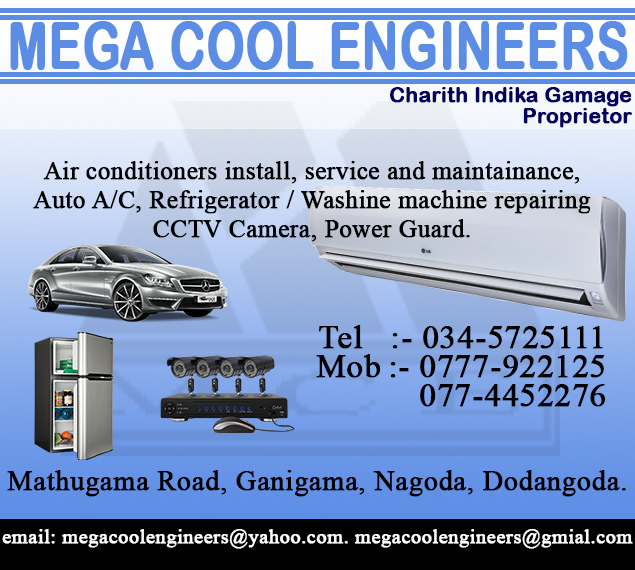 MEGA COOL ENGINEERS
Charith Indika Gamage
Proprietor
Air conditioners install, service and maintainance,
Auto A/C, Refrigerator / Washine machine repairing
CCTV Camera, Power Guard.
LG
Tel :- 034-5725111
Mob :- 0777-922125
077-4452276
Mathugama Road, Ganigama, Nagoda, Dodangoda.
email: megacoolengineers@yahoo.com. megacoolengineers@gmial.com